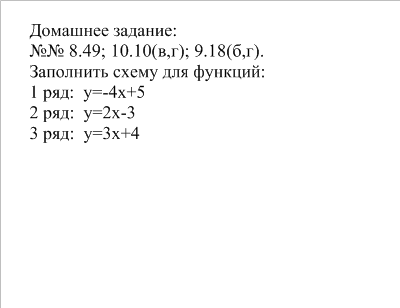 Домашнее задание:
№№ 8.49; 10.10(в,г); 9.18(б,г).
Заполнить схему для функций:
1 ряд:  y=-4x+5
2 ряд:  y=2x-3
3 ряд:  y=3x+4